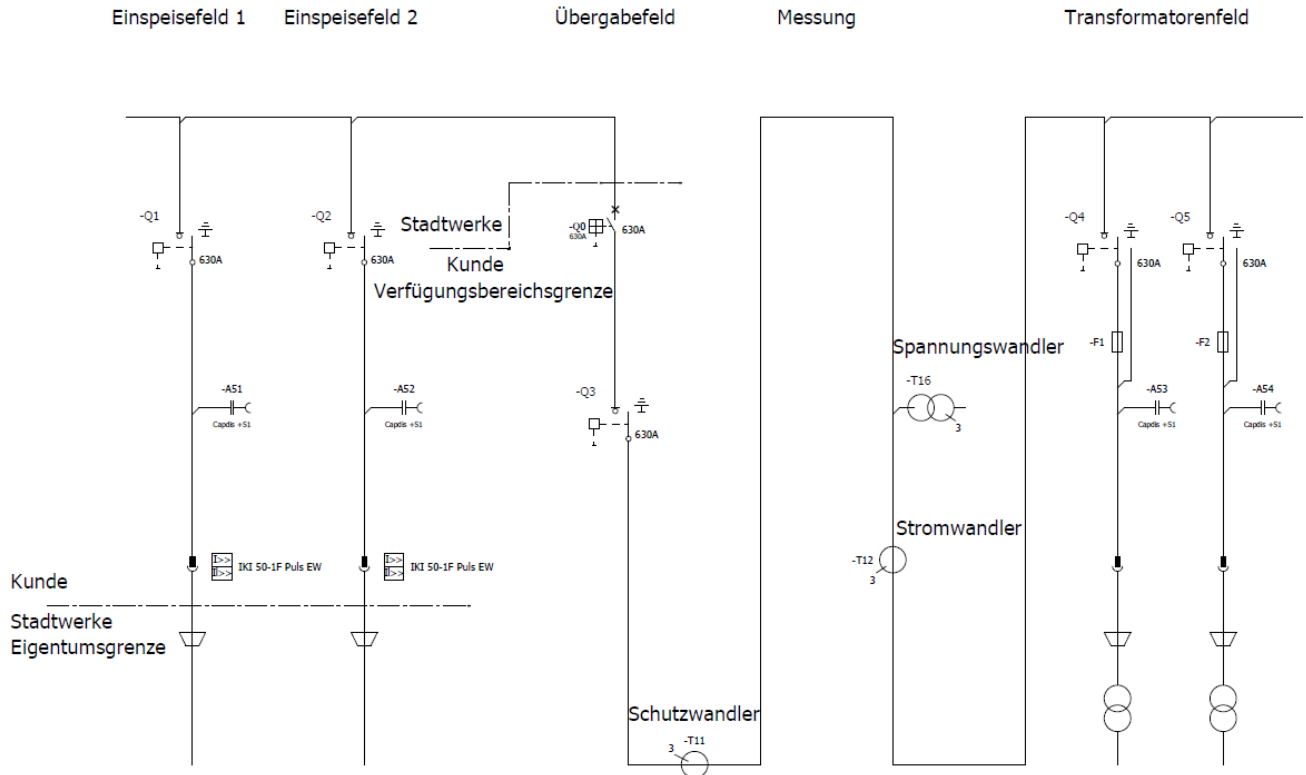 Einspeisefeld 1
Einspeisefeld 2
Übergabefeld
Messung
Transformatorenfeld
-Q1
630A
-Q2
630A
Stadtwerke
Kunde
Verfügungsbereichsgrenze
-Q0
630A
630A
-Q4
630A
-Q5
630A
-F1
-F2
Spannungswandler
-T16
3
-A51
Capdis +S1
-A52
Capdis +S1
-Q3
630A
-A53
Capdis +S1
-A54
Capdis +S1
Stromwandler
-T12
3
I>>
I>>
IKI 50-1F Puls EW
I>>
I>>
IKI 50-1F Puls EW
Kunde
Stadtwerke
Eigentumsgrenze
Schutzwandler
-T11
3